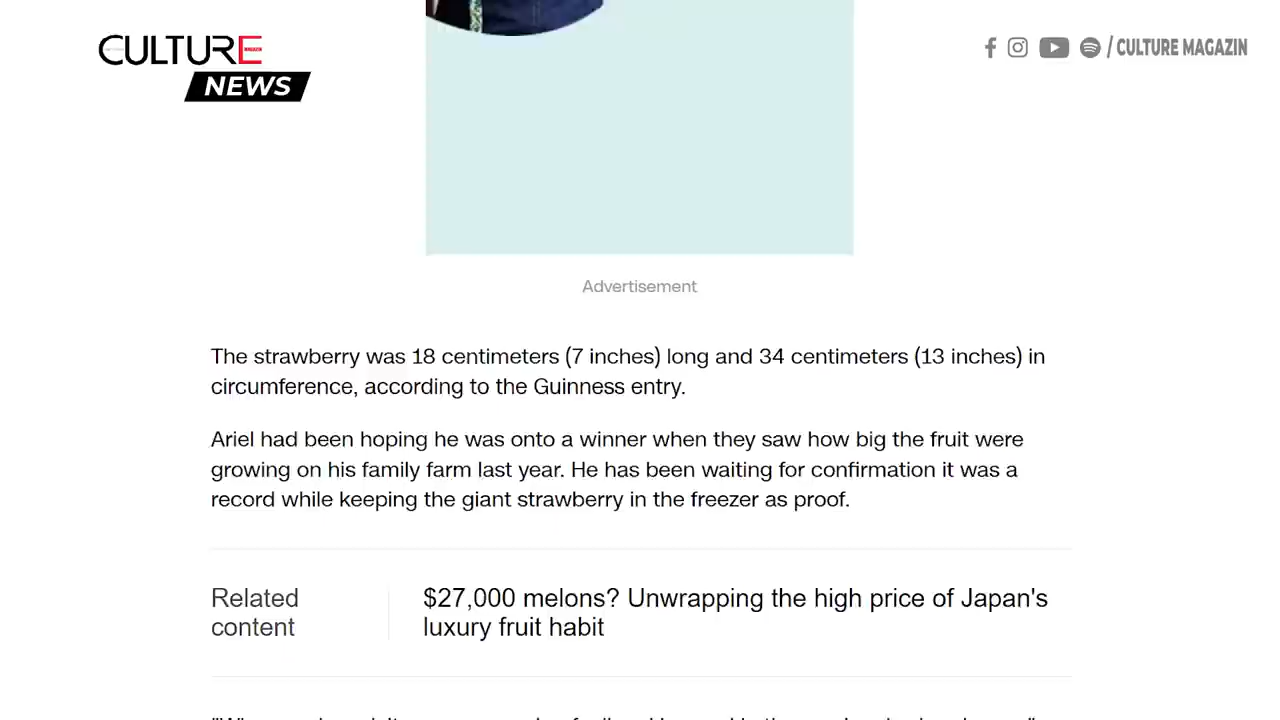 CULTURE
NEWS
/ CULTURE MAGAZIN
Advertisement
The strawberry was 18 centimeters (7 inches) long and 34 centimeters (13 inches) in
circumference, according to the Guinness entry.
Ariel had been hoping he was onto a winner when they saw how big the fruit were
growing on his family farm last year. He has been waiting for confirmation it was a
record while keeping the giant strawberry in the freezer as proof.
Related
content
$27,000 melons? Unwrapping the high price of Japan's
luxury fruit habit